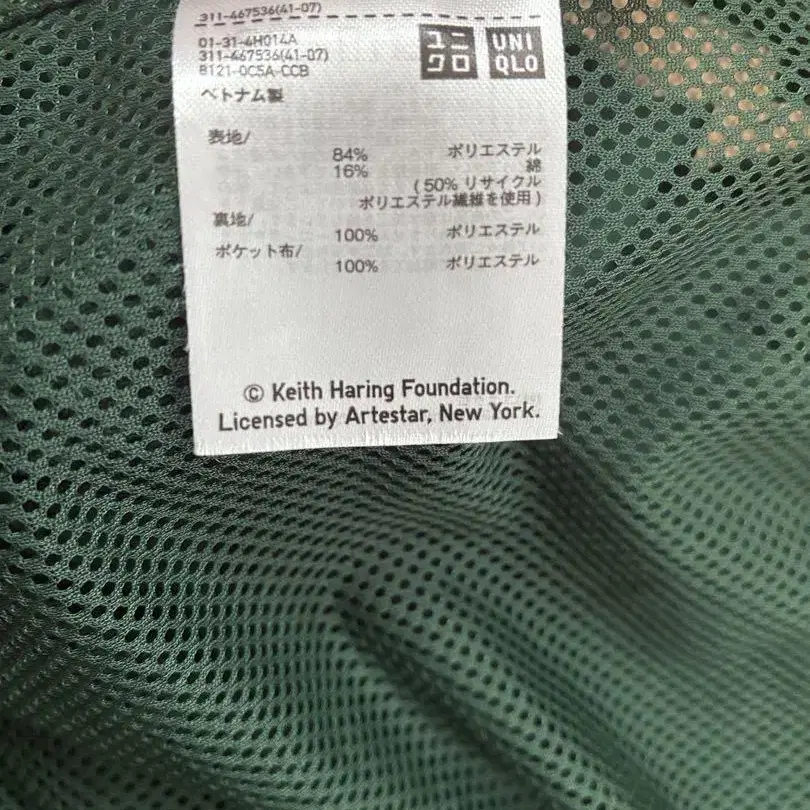 311-467536(41-07)
01-31-4H014A
311-467536(41-07)
8121-0C5A-CCB
ユニクロ
UNIQLO
ベトナム製
表地/
84% ポリエステル
16% 綿
( 50% リサイクル
ポリエステル繊維を使用 )
裏地/
100% ポリエステル
ポケット布/
100% ポリエステル
© Keith Haring Foundation.
Licensed by Artestar, New York.